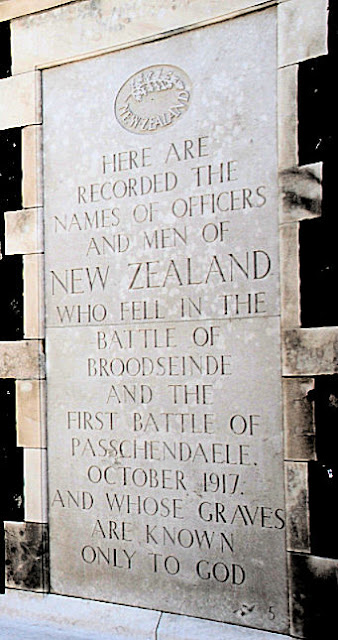 NEW ZEALAND
HERE ARE
RECORDED THE
NAMES OF OFFICERS
AND MEN OF
NEW ZEALAND
WHO FELL IN THE
BATTLE OF
BROODSEINDE
AND THE
FIRST BATTLE OF
PASSCHENDAELE.
OCTOBER 1917.
AND WHOSE GRAVES
ARE KNOWN
ONLY TO GOD
5